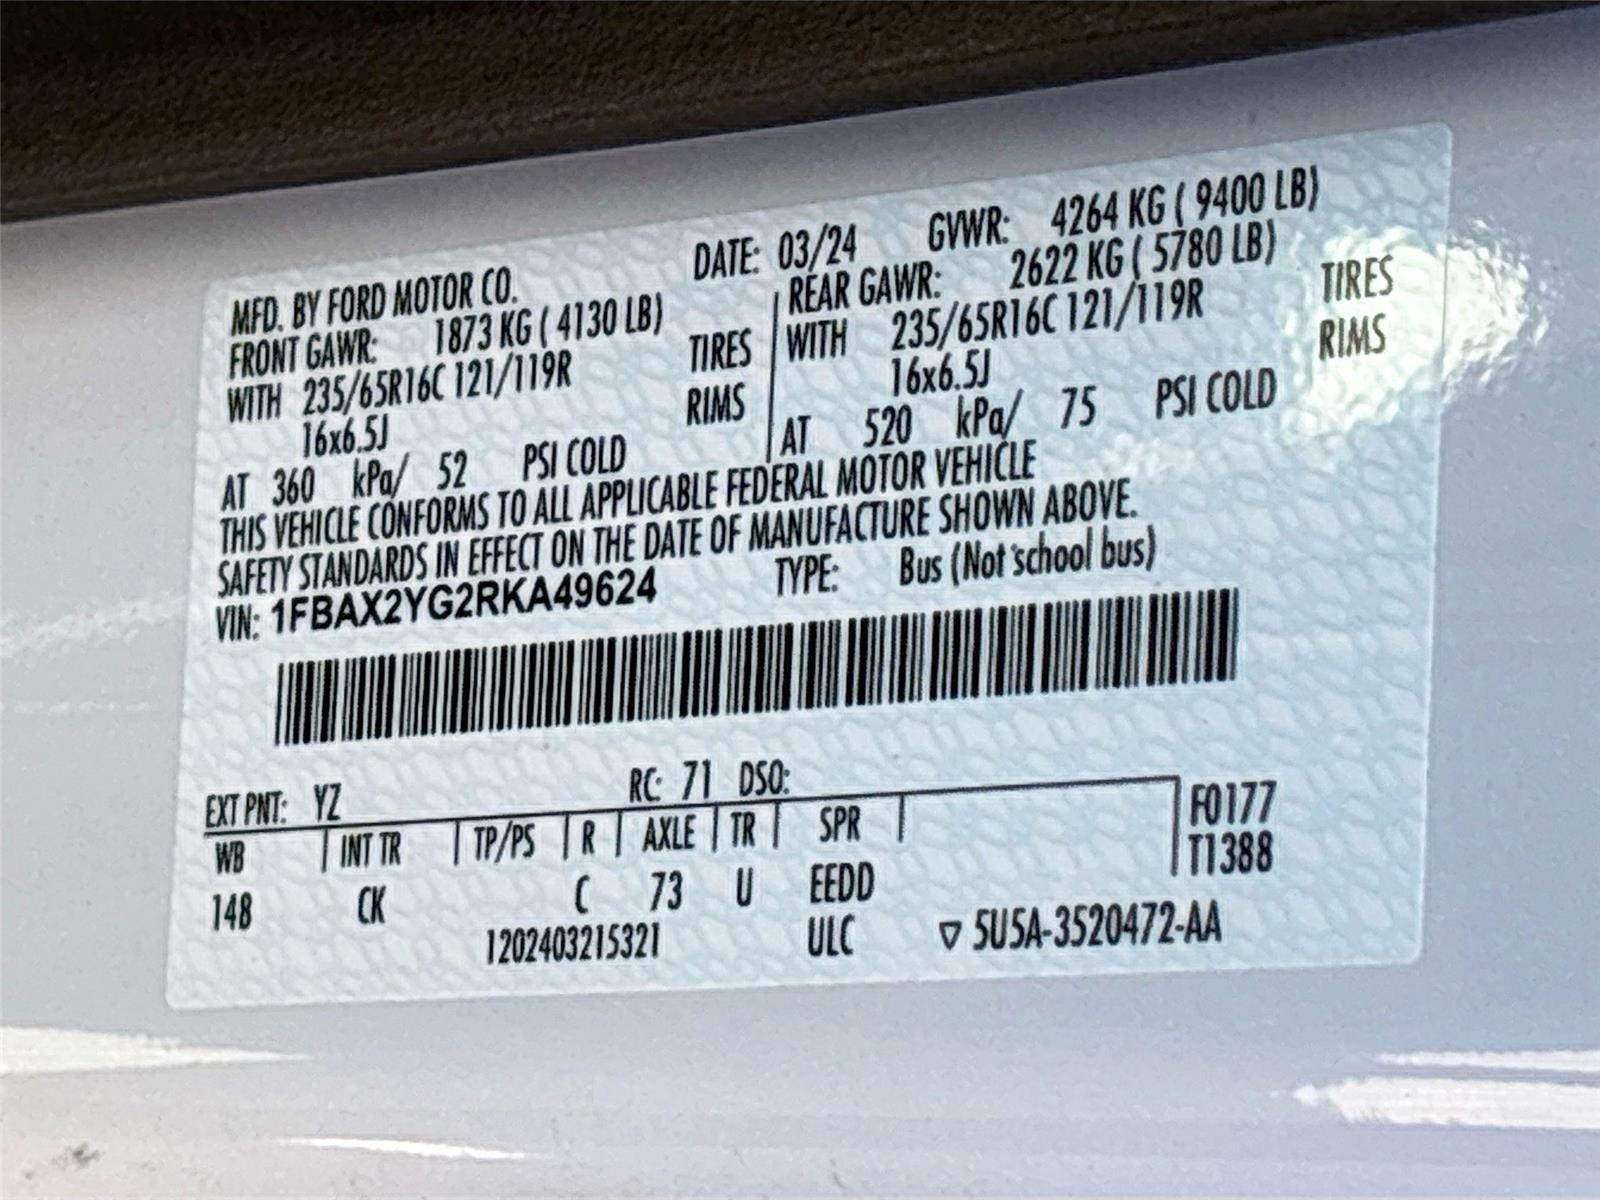 MFD. BY FORD MOTOR CO. DATE: 03/24 GVWR: 4264 KG ( 9400 LB)
FRONT GAWR: 1873 KG ( 4130 LB) REAR GAWR: 2622 KG ( 5780 LB)
WITH 235/65R16C 121/119R TIRES WITH 235/65R16C 121/119R TIRES
16x6.5J RIMS 16x6.5J RIMS
AT 360 kPa/ 52 PSI COLD AT 520 kPa/ 75 PSI COLD
THIS VEHICLE CONFORMS TO ALL APPLICABLE FEDERAL MOTOR VEHICLE
SAFETY STANDARDS IN EFFECT ON THE DATE OF MANUFACTURE SHOWN ABOVE.
VIN: 1FBAX2YG2RKA49624 TYPE: Bus (Not school bus)
EXT PNT: YZ RC: 71 DSO:
WB INT TR TP/PS R AXLE TR SPR F0177
T1388
148 CK C 73 U EEDD
1202403215321 ULC ▽ 5U5A-3520472-AA